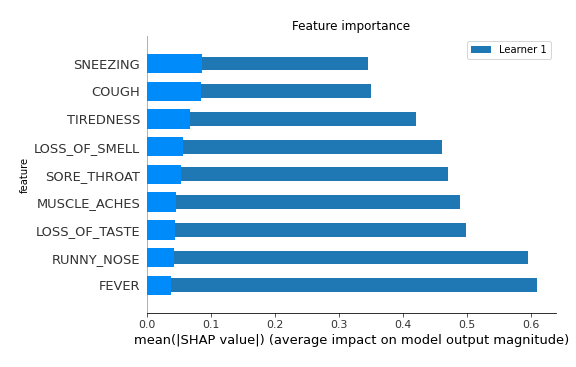 Feature importance
Learner 1
feature
SNEEZING
COUGH
TIREDNESS
LOSS_OF_SMELL
SORE_THROAT
MUSCLE_ACHES
LOSS_OF_TASTE
RUNNY_NOSE
FEVER
0.0 0.1 0.2 0.3 0.4 0.5 0.6
mean(|SHAP value|) (average impact on model output magnitude)